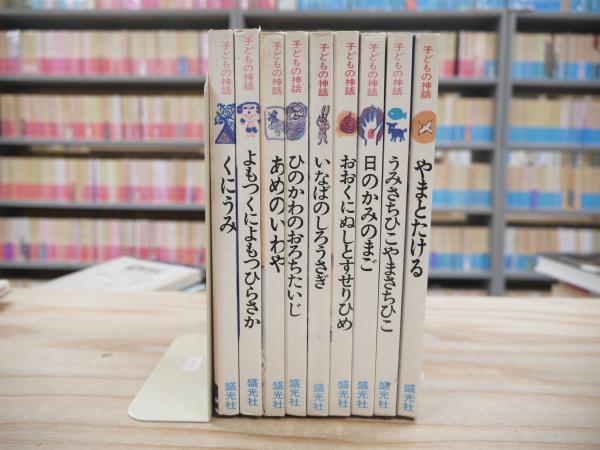 子どもの神話
くにうみ
盛光社
子どもの神話
よもつくによもつひらさか
盛光社
子どもの神話
あめのいわや
盛光社
子どもの神話
ひのかわのおろちたいじ
盛光社
子どもの神話
いなばのしろうさぎ
盛光社
子どもの神話
おおくにぬしとすせりひめ
盛光社
子どもの神話
日のかみのまご
盛光社
子どもの神話
うみさちひこやまさちひこ
盛光社
子どもの神話
やまとたける
盛光社